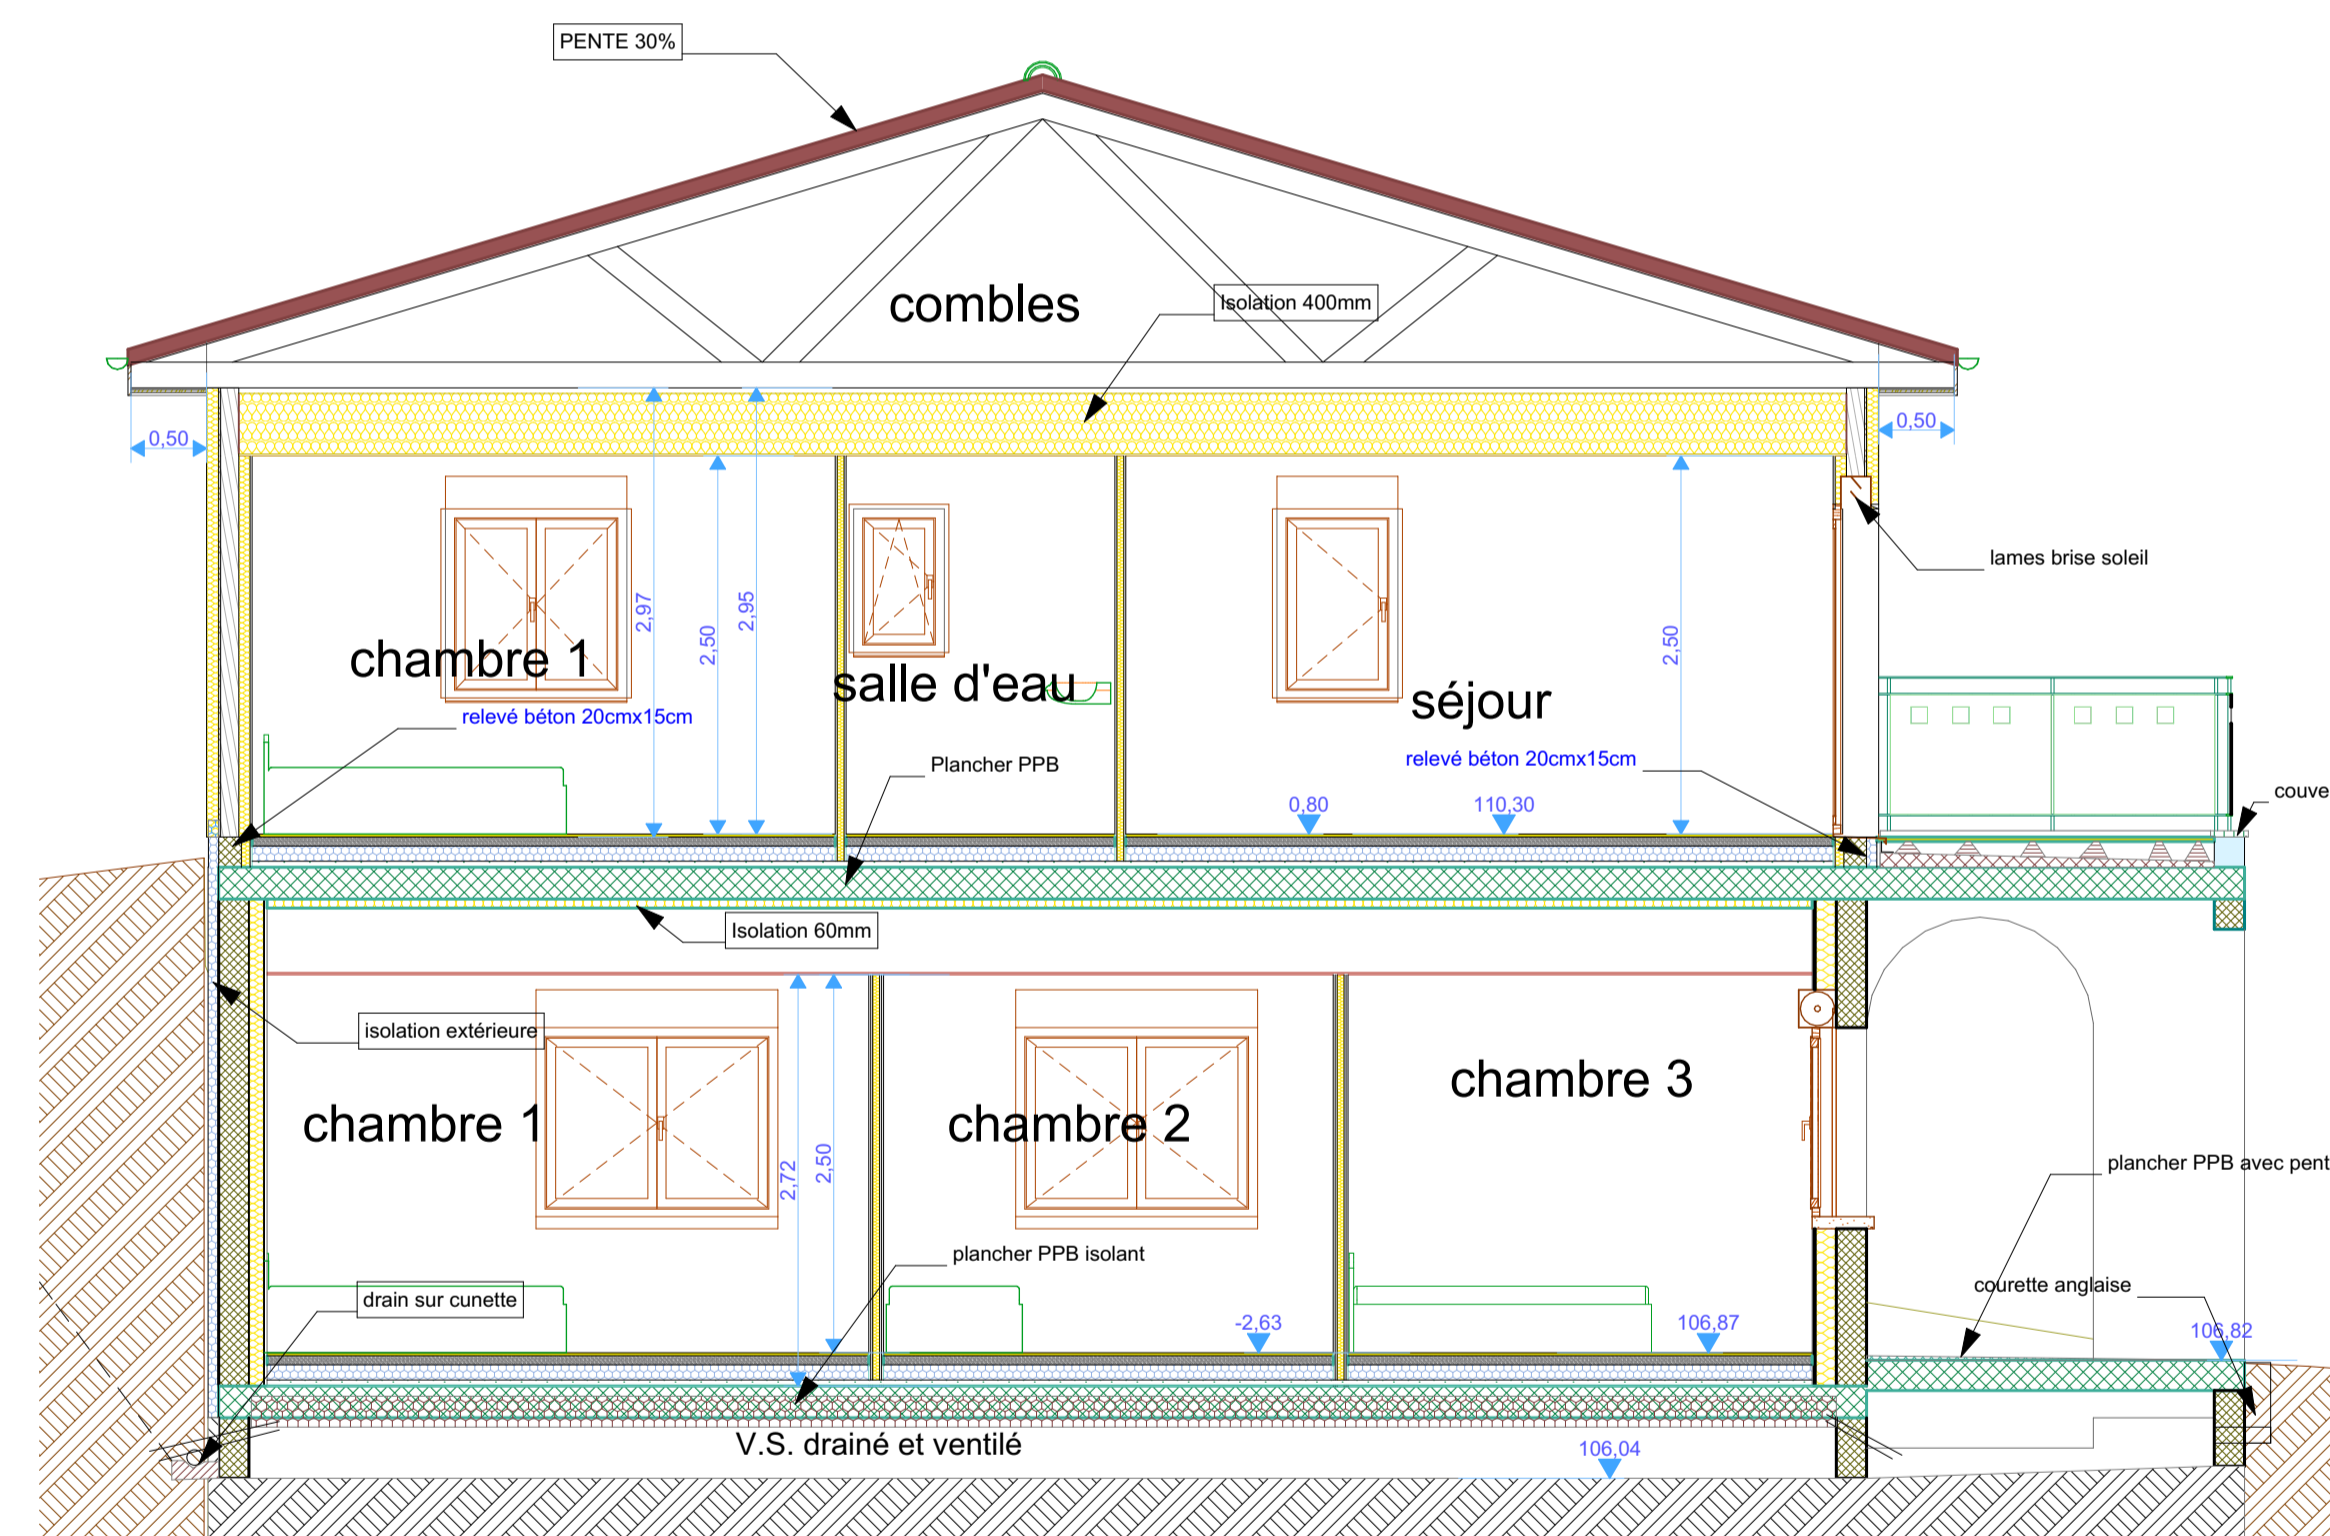 PENTE 30%
combles
Isolation 400mm
0,50
0,50
lames brise soleil
2,97
2,50
2,95
2,50
chambre 1
salle d'eau
séjour
relevé béton 20cmx15cm
relevé béton 20cmx15cm
Plancher PPB
0,80
110,30
couve
Isolation 60mm
isolation extérieure
chambre 1
chambre 2
chambre 3
2,72
2,50
plancher PPB avec pent
plancher PPB isolant
courette anglaise
drain sur cunette
-2,63
106,87
106,82
V.S. drainé et ventilé
106,04